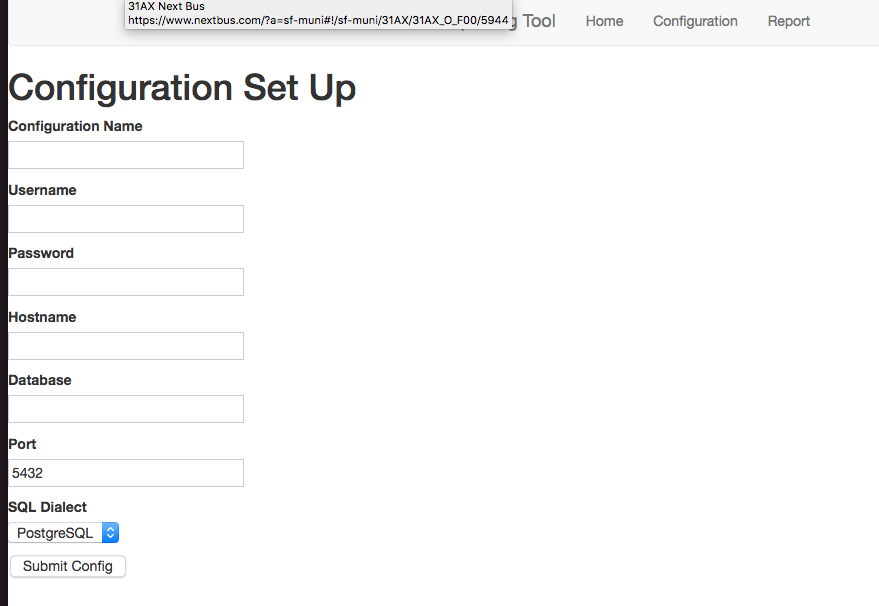 31AX Next Bus
https://www.nextbus.com/?a=sf-muni#!/sf-muni/31AX/31AX_O_F00/5944
Tool Home Configuration Report
Configuration Set Up
Configuration Name
Username
Password
Hostname
Database
Port
5432
SQL Dialect
PostgreSQL
Submit Config